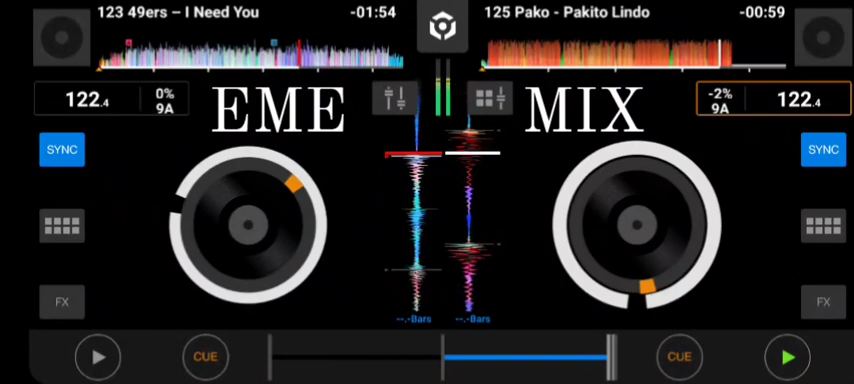 123 49ers – I Need You
-01:54
125 Pako - Pakito Lindo
-00:59
122.4
0%
9A
EME
MIX
-2%
9A
122.4
SYNC
SYNC
FX
FX
--.-Bars
--.-Bars
CUE
CUE